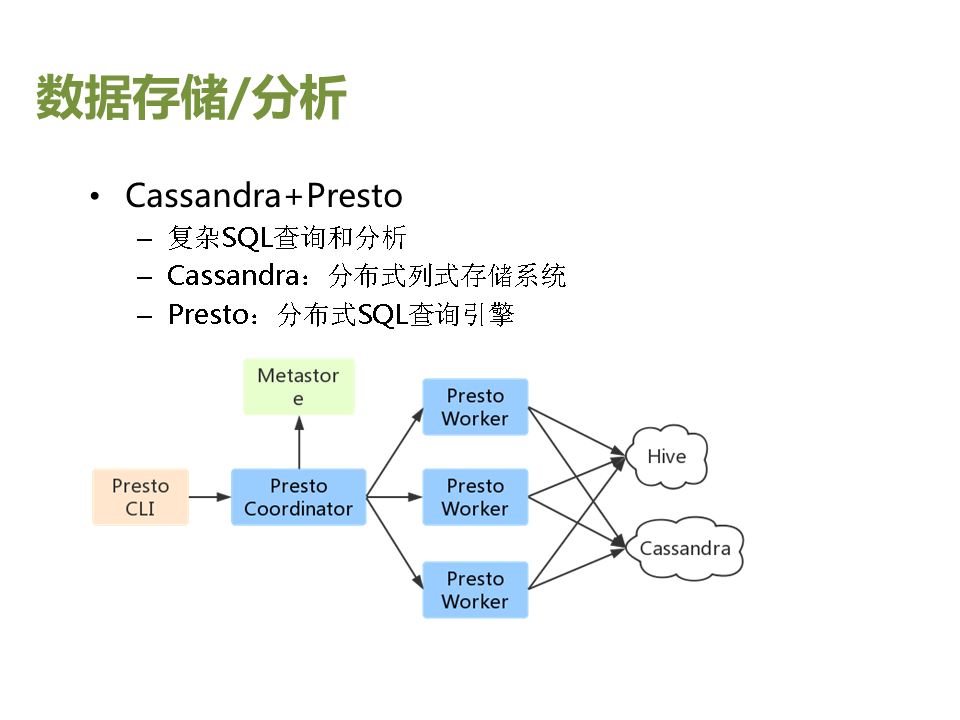 数据存储/分析
• Cassandra+Presto
– 复杂SQL查询和分析
– Cassandra：分布式列式存储系统
– Presto：分布式SQL查询引擎
Metastor
e
Presto
CLI
Presto
Coordinator
Presto
Worker
Presto
Worker
Presto
Worker
Hive
Cassandra